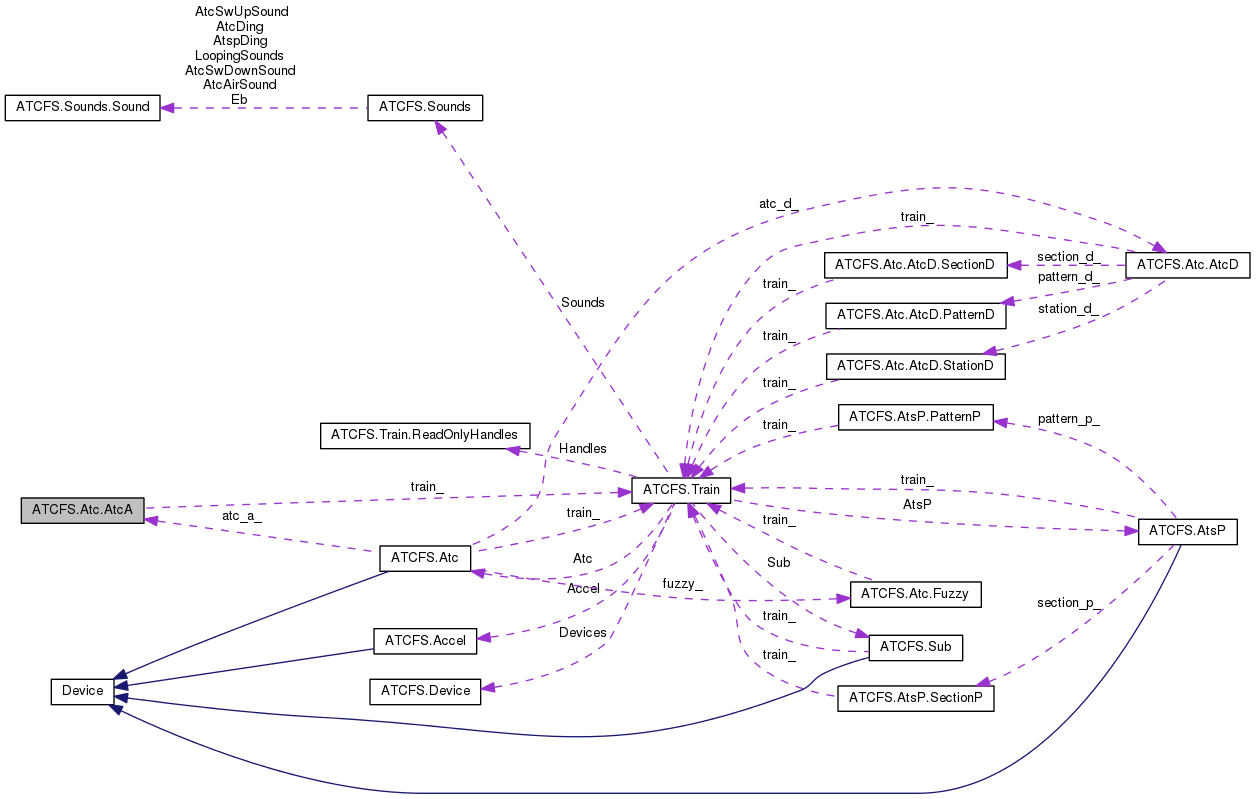 AtcSwUpSound
AtcDing
AtspDing
LoopingSounds
AtcSwDownSound
AtcAirSound
Eb
ATCFS.Sounds.Sound
ATCFS.Sounds
atc_d_
train_
section_d_
ATCFS.Atc.AtcD.SectionD
ATCFS.Atc.AtcD
pattern_d_
train_
Sounds
station_d_
ATCFS.Atc.AtcD.PatternD
train_
ATCFS.Atc.AtcD.StationD
train_
ATCFS.AtsP.PatternP
pattern_p_
train_
ATCFS.Train.ReadOnlyHandles
Handles
train_
train_
ATCFS.Train
AtsP
ATCFS.Atc.AtcA
atc_a_
train_
train_
ATCFS.AtsP
ATCFS.Atc
Atc
Sub
Accel
fuzzy_
ATCFS.Atc.Fuzzy
section_p_
train_
ATCFS.Accel
Devices
ATCFS.Sub
train_
Device
ATCFS.Device
ATCFS.AtsP.SectionP